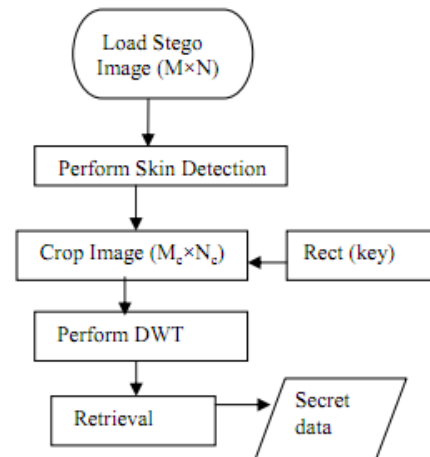 Load Stego
Image (M×N)
Perform Skin Detection
Crop Image (Mc×Nc)
Rect (key)
Perform DWT
Retrieval
Secret
data